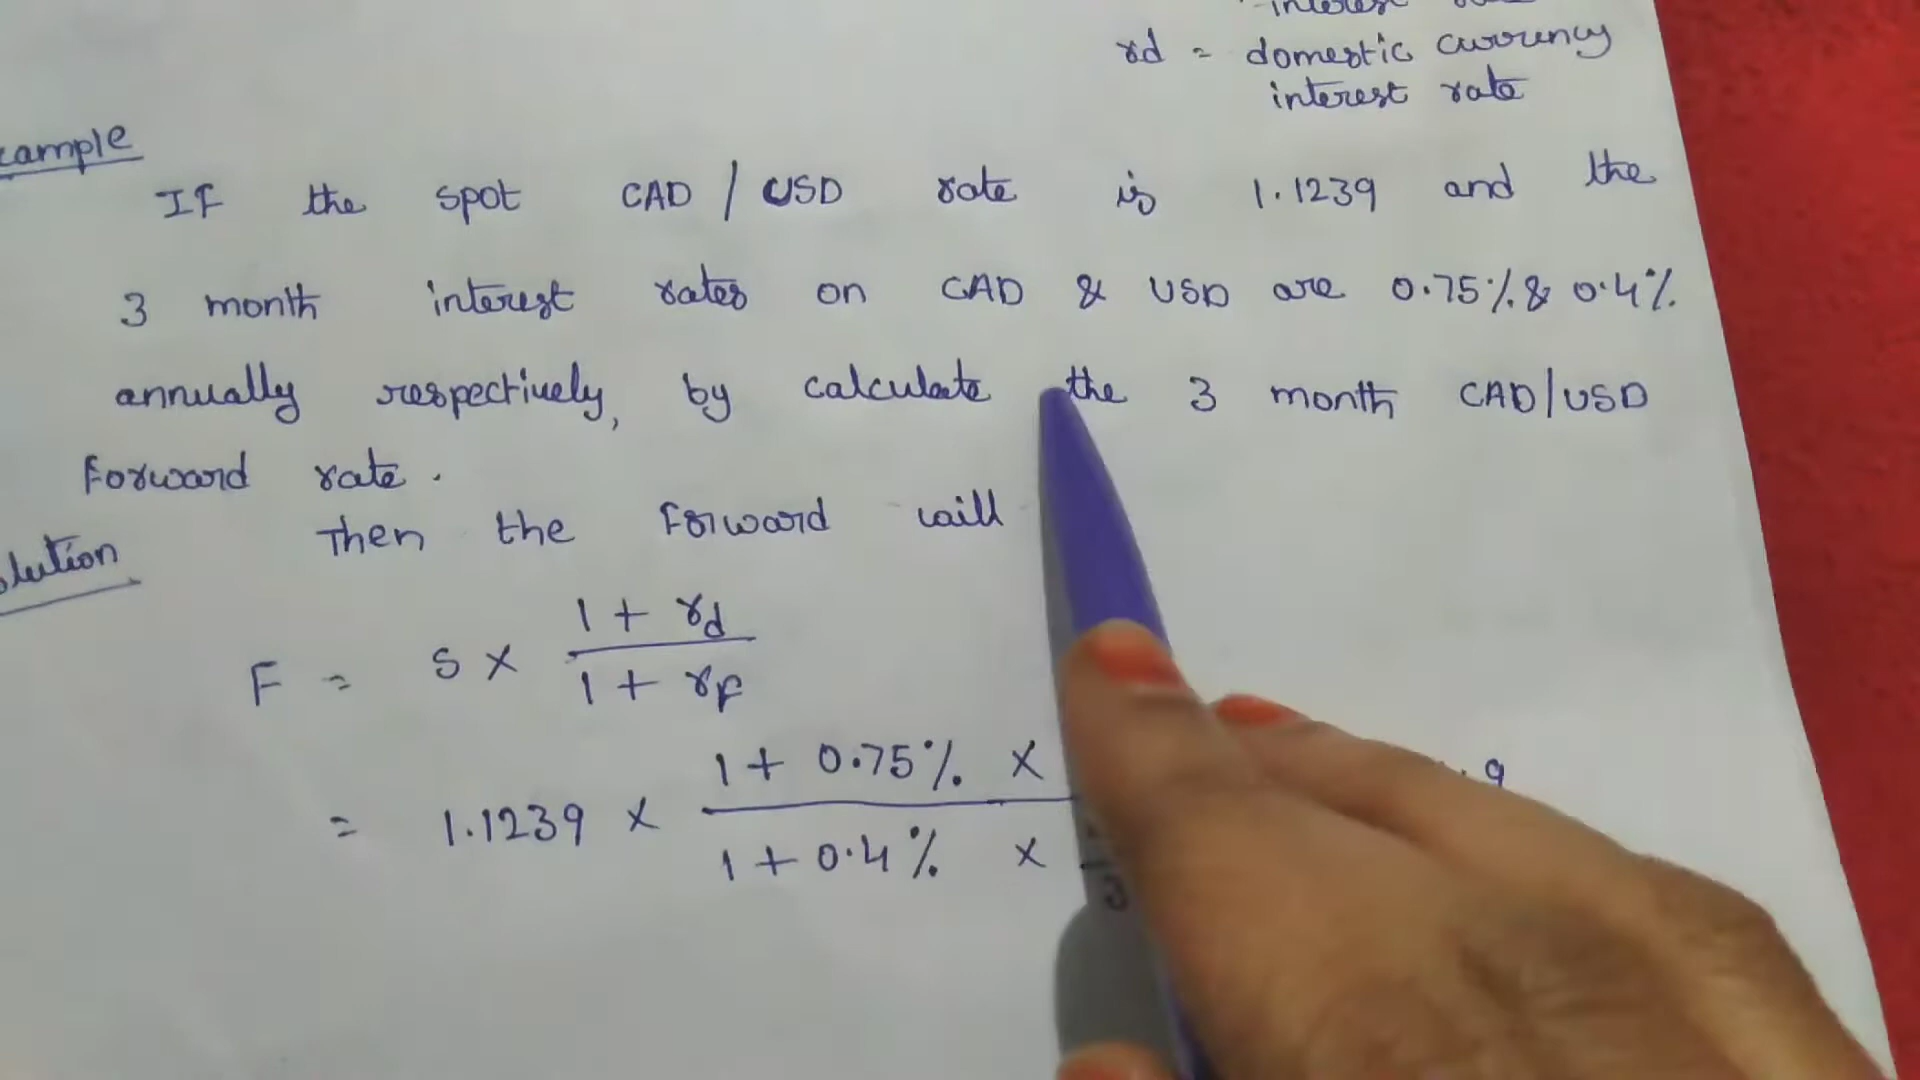 rd = domestic currency
interest rate
If the spot CAD / USD rate is 1.1239 and the
3 month interest rates on CAD & USD are 0.75% & 0.4%
annually respectively, by calculate the 3 month CAD/USD
Forward rate.
Then the Forward will
F = S × 1 + rd
1 + rF
= 1.1239 × 1 + 0.75% ×
1 + 0.4% ×